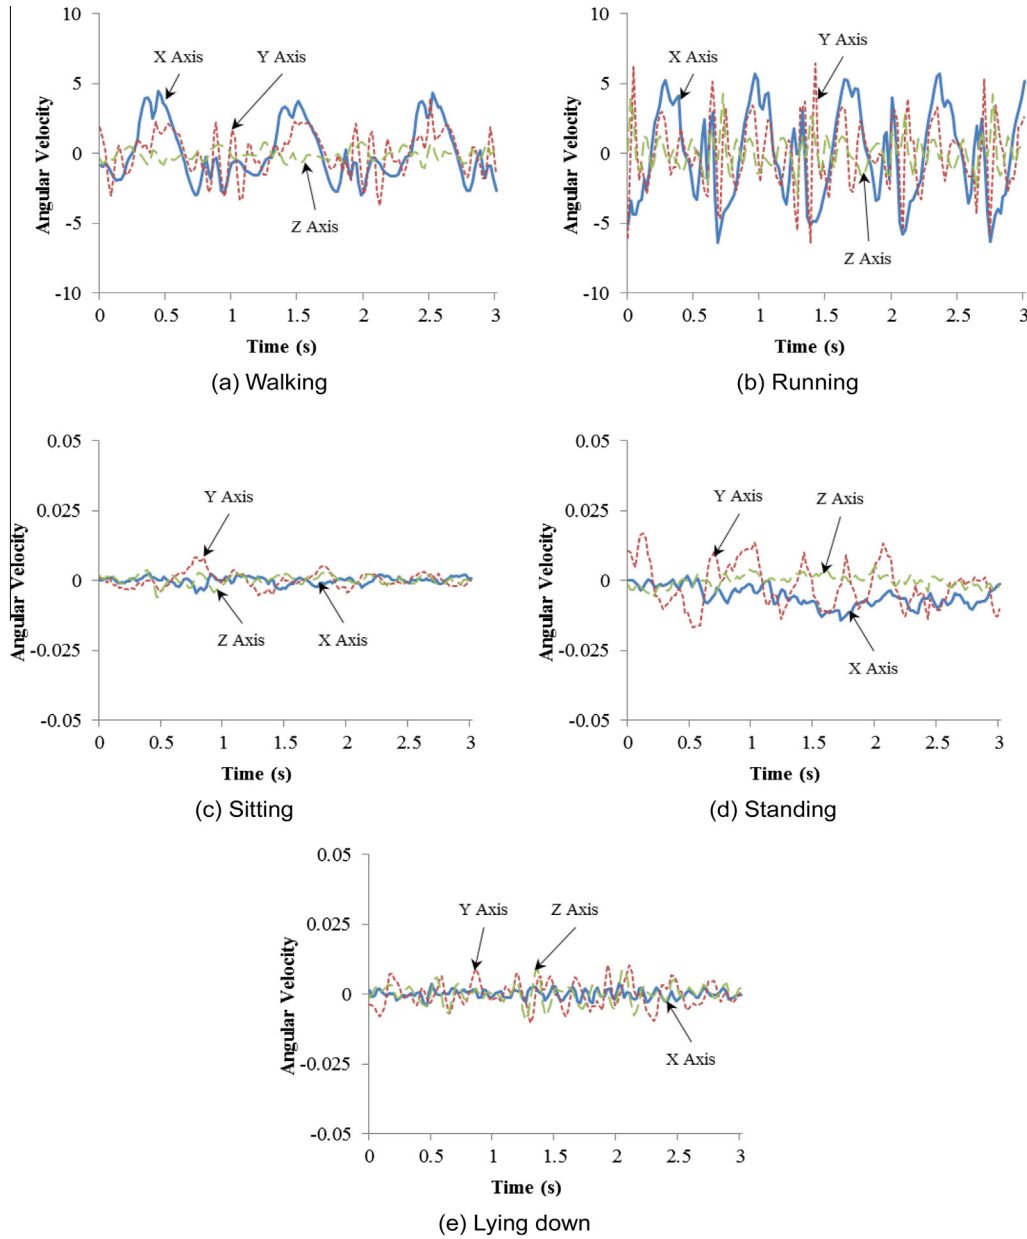 10
5
0
-5
-10
Angular Velocity
X Axis
Y Axis
Z Axis
0 0.5 1 1.5 2 2.5 3
Time (s)
(a) Walking
10
5
0
-5
-10
Angular Velocity
X Axis
Y Axis
Z Axis
0 0.5 1 1.5 2 2.5 3
Time (s)
(b) Running
0.05
0.025
0
-0.025
-0.05
Angular Velocity
Y Axis
Z Axis
X Axis
0 0.5 1 1.5 2 2.5 3
Time (s)
(c) Sitting
0.05
0.025
0
-0.025
-0.05
Angular Velocity
Y Axis
Z Axis
X Axis
0 0.5 1 1.5 2 2.5 3
Time (s)
(d) Standing
0.05
0.025
0
-0.025
-0.05
Angular Velocity
Y Axis
Z Axis
X Axis
0 0.5 1 1.5 2 2.5 3
Time (s)
(e) Lying down